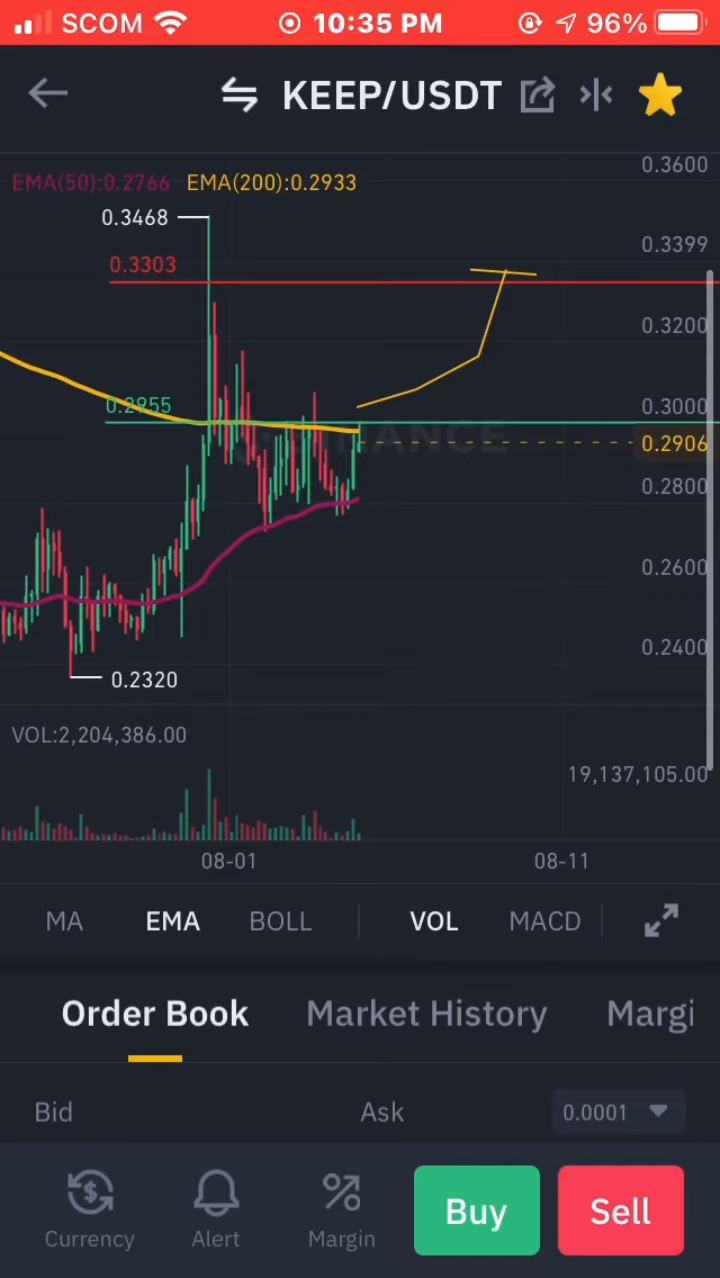 SCOM 10:35 PM 96%
KEEP/USDT
EMA(50):0.2766 EMA(200):0.2933
0.3600
0.3468
0.3399
0.3303
0.3200
0.2955
0.3000
BINANCE
0.2906
0.2800
0.2600
0.2400
0.2320
VOL:2,204,386.00
19,137,105.00
08-01 08-11
MA EMA BOLL VOL MACD
Order Book Market History Margi
Bid Ask 0.0001
Currency Alert Margin Buy Sell